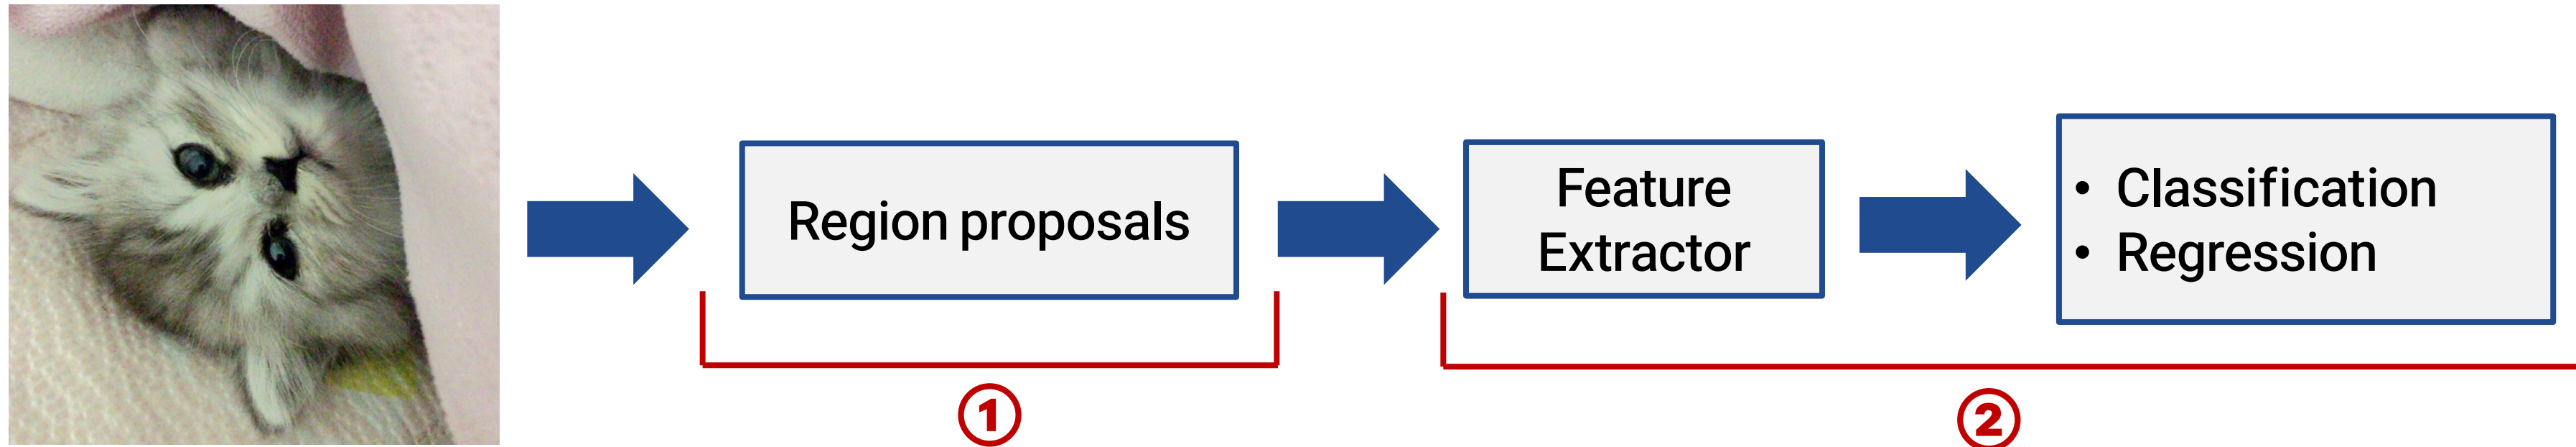 Region proposals
Feature
Extractor
• Classification
• Regression
①
②